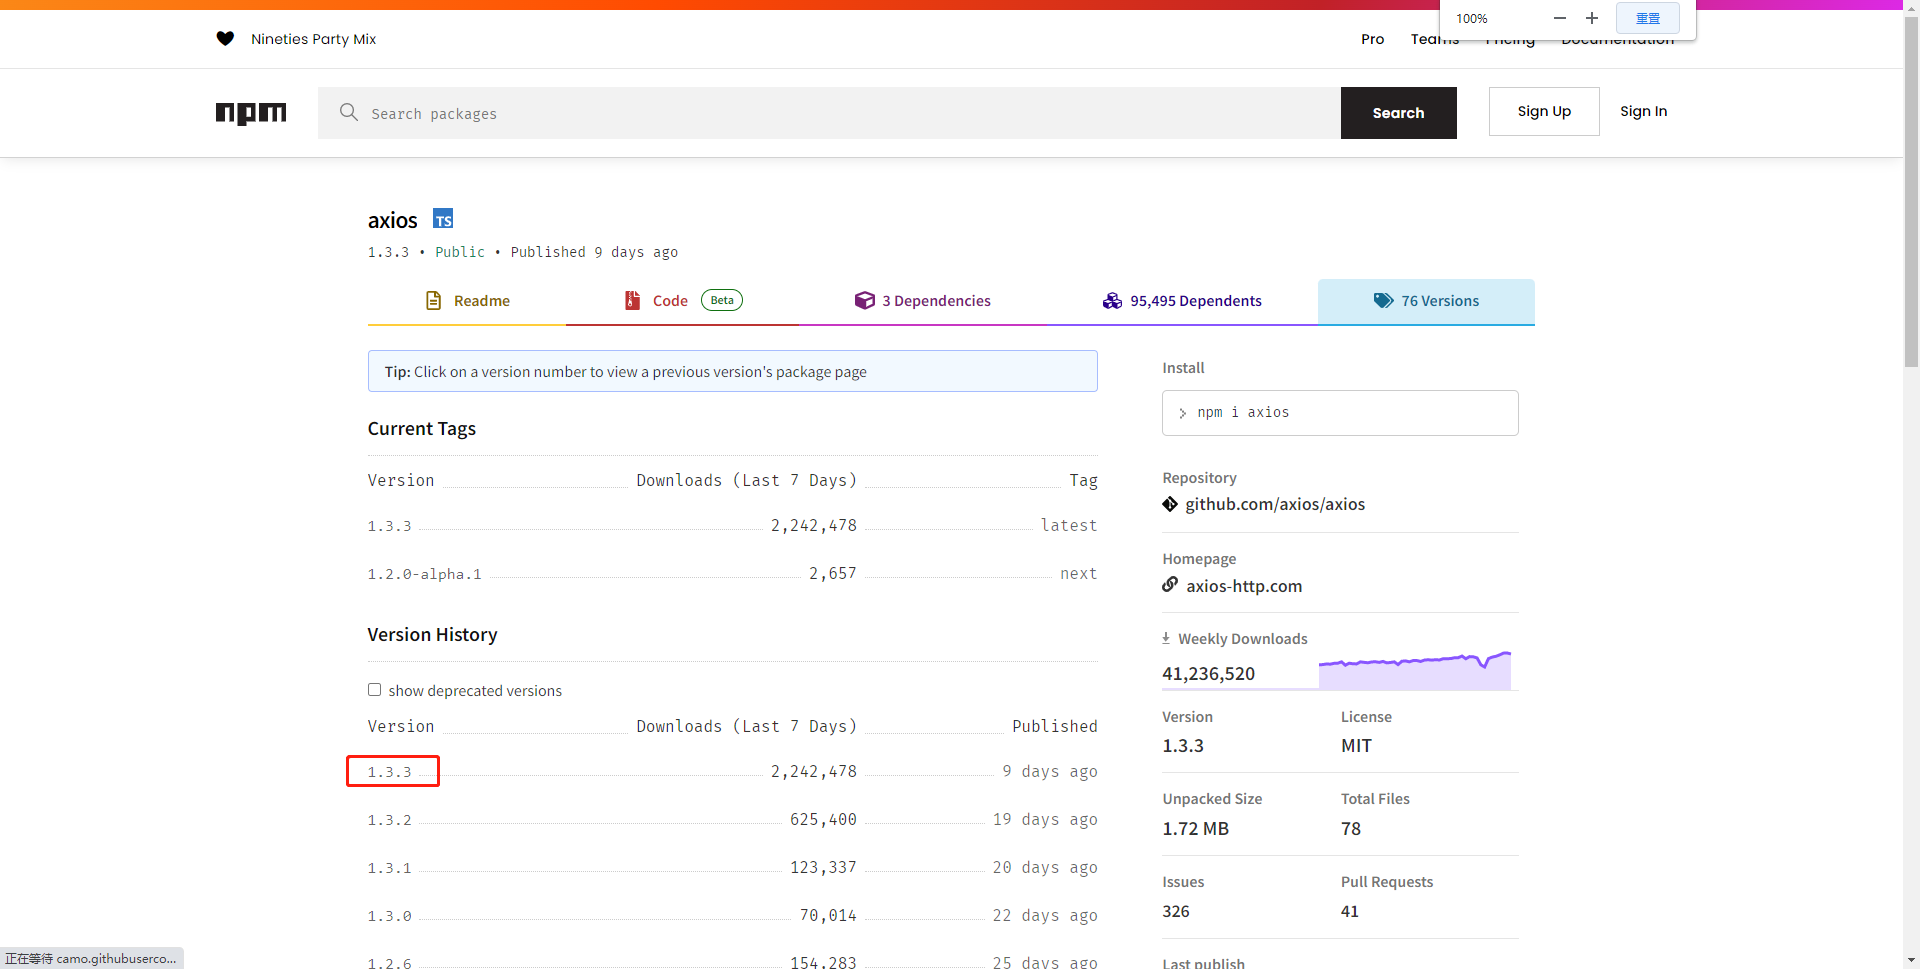 100%
重置
Nineties Party Mix
Pro Teams Pricing Documentation
npm
Search packages
Search
Sign Up
Sign In
axios TS
1.3.3 • Public • Published 9 days ago
Readme
Code Beta
3 Dependencies
95,495 Dependents
76 Versions
Tip: Click on a version number to view a previous version's package page
Current Tags
Version Downloads (Last 7 Days) Tag
1.3.3 2,242,478 latest
1.2.0-alpha.1 2,657 next
Version History
show deprecated versions
Version Downloads (Last 7 Days) Published
1.3.3 2,242,478 9 days ago
1.3.2 625,400 19 days ago
1.3.1 123,337 20 days ago
1.3.0 70,014 22 days ago
1.2.6 154,283 25 days ago
Install
npm i axios
Repository
github.com/axios/axios
Homepage
axios-http.com
Weekly Downloads
41,236,520
Version License
1.3.3 MIT
Unpacked Size Total Files
1.72 MB 78
Issues Pull Requests
326 41
Last publish
正在等待 camo.githubuserco...